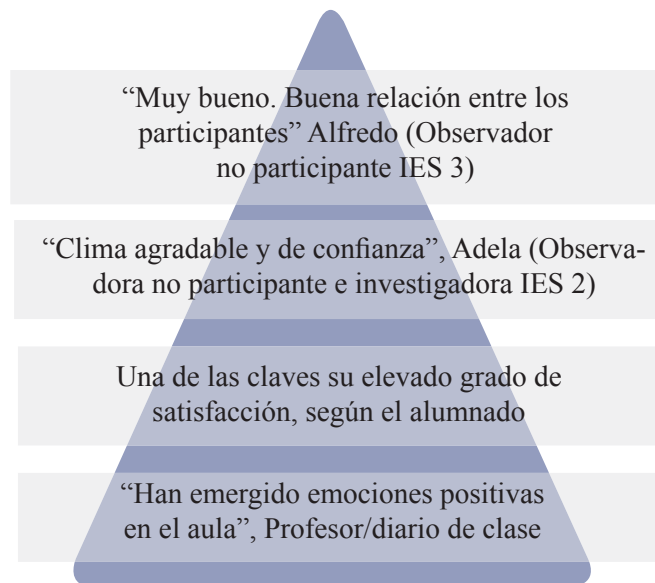 “Muy bueno. Buena relación entre los
participantes” Alfredo (Observador
no participante IES 3)
“Clima agradable y de confianza”, Adela (Observa-
dora no participante e investigadora IES 2)
Una de las claves su elevado grado de
satisfacción, según el alumnado
“Han emergido emociones positivas
en el aula”, Profesor/diario de clase